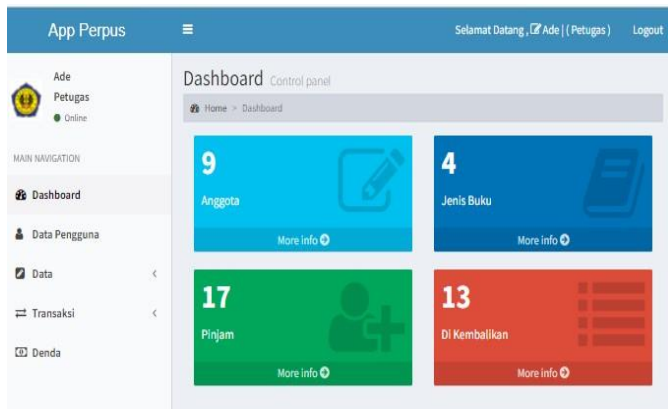 App Perpus
Selamat Datang , Ade | ( Petugas )
Logout
Ade
Petugas
Online
MAIN NAVIGATION
Dashboard
Data Pengguna
Data
Transaksi
Denda
Dashboard Control panel
Home > Dashboard
9
Anggota
More info
4
Jenis Buku
More info
17
Pinjam
More info
13
Di Kembalikan
More info